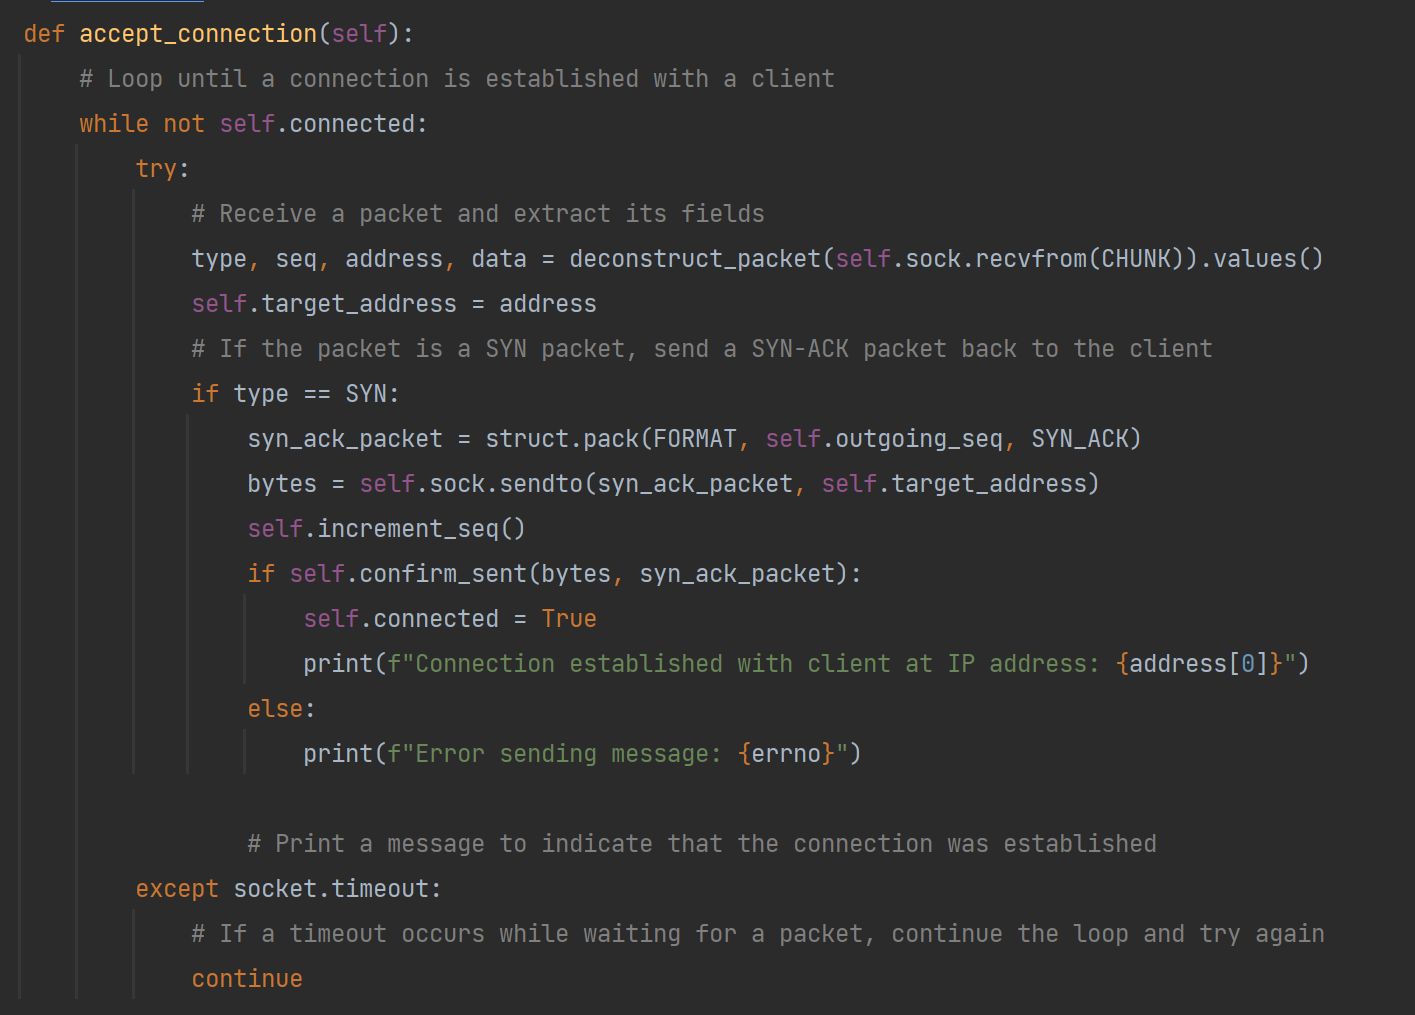 def accept_connection(self):
    # Loop until a connection is established with a client
    while not self.connected:
        try:
            # Receive a packet and extract its fields
            type, seq, address, data = deconstruct_packet(self.sock.recvfrom(CHUNK)).values()
            self.target_address = address
            # If the packet is a SYN packet, send a SYN-ACK packet back to the client
            if type == SYN:
                syn_ack_packet = struct.pack(FORMAT, self.outgoing_seq, SYN_ACK)
                bytes = self.sock.sendto(syn_ack_packet, self.target_address)
                self.increment_seq()
                if self.confirm_sent(bytes, syn_ack_packet):
                    self.connected = True
                    print(f"Connection established with client at IP address: {address[0]}")
                else:
                    print(f"Error sending message: {errno}")

                # Print a message to indicate that the connection was established
        except socket.timeout:
            # If a timeout occurs while waiting for a packet, continue the loop and try again
            continue